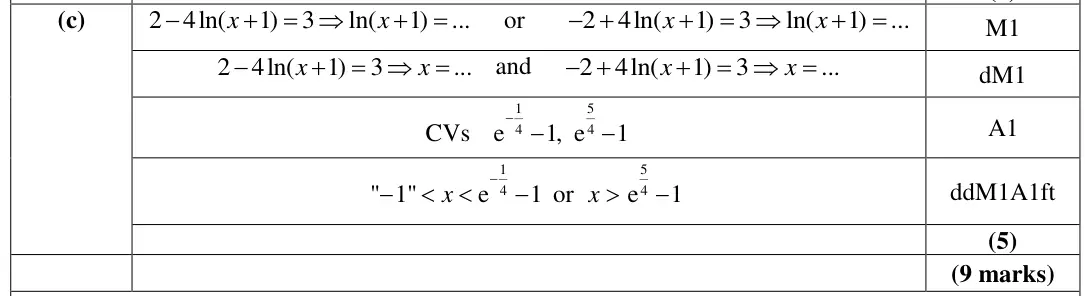 (c) 2 − 4ln(x + 1) = 3 ⇒ ln(x + 1) = ... or −2 + 4ln(x + 1) = 3 ⇒ ln(x + 1) = ... M1
2 − 4ln(x + 1) = 3 ⇒ x = ... and −2 + 4ln(x + 1) = 3 ⇒ x = ... dM1
CVs e^{−1/4} − 1, e^{5/4} − 1 A1
"−1" < x < e^{−1/4} − 1 or x > e^{5/4} − 1 ddM1A1ft
(5)
(9 marks)